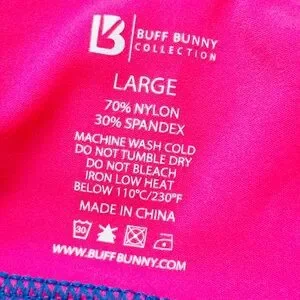 BUFF BUNNY
COLLECTION
LARGE
70% NYLON
30% SPANDEX
MACHINE WASH COLD
DO NOT TUMBLE DRY
DO NOT BLEACH
IRON LOW HEAT
BELOW 110°C/230°F
MADE IN CHINA
30
WWW.BUFFBUNNY.COM